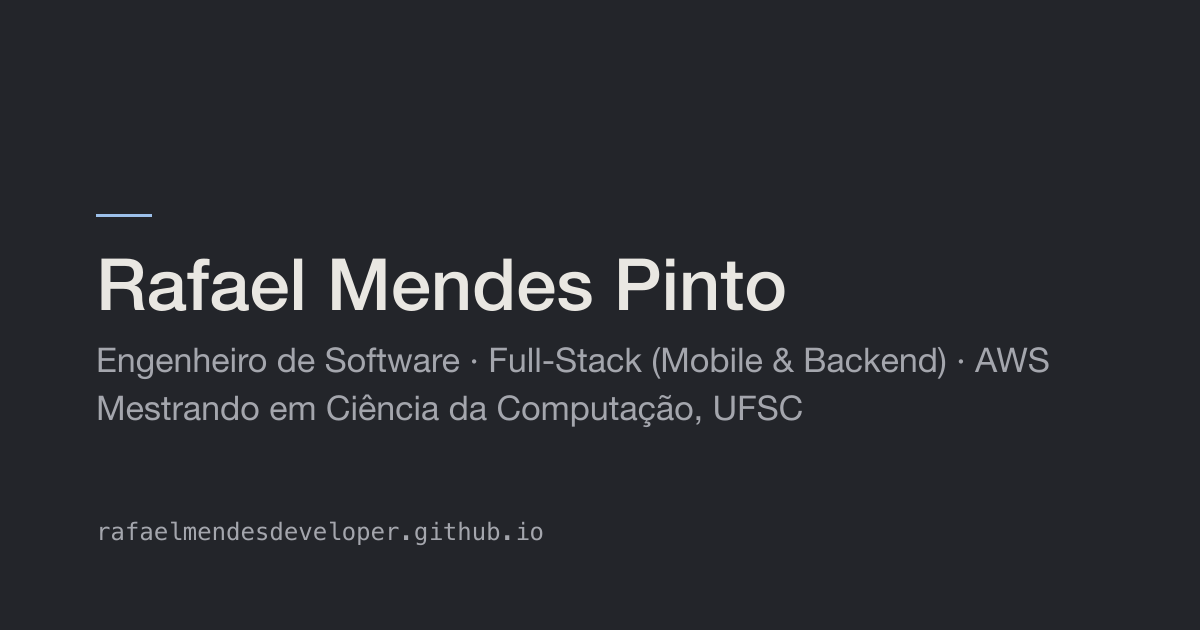 Rafael Mendes Pinto
Engenheiro de Software · Full-Stack (Mobile & Backend) · AWS
Mestrando em Ciência da Computação, UFSC
rafaelmendesdeveloper.github.io